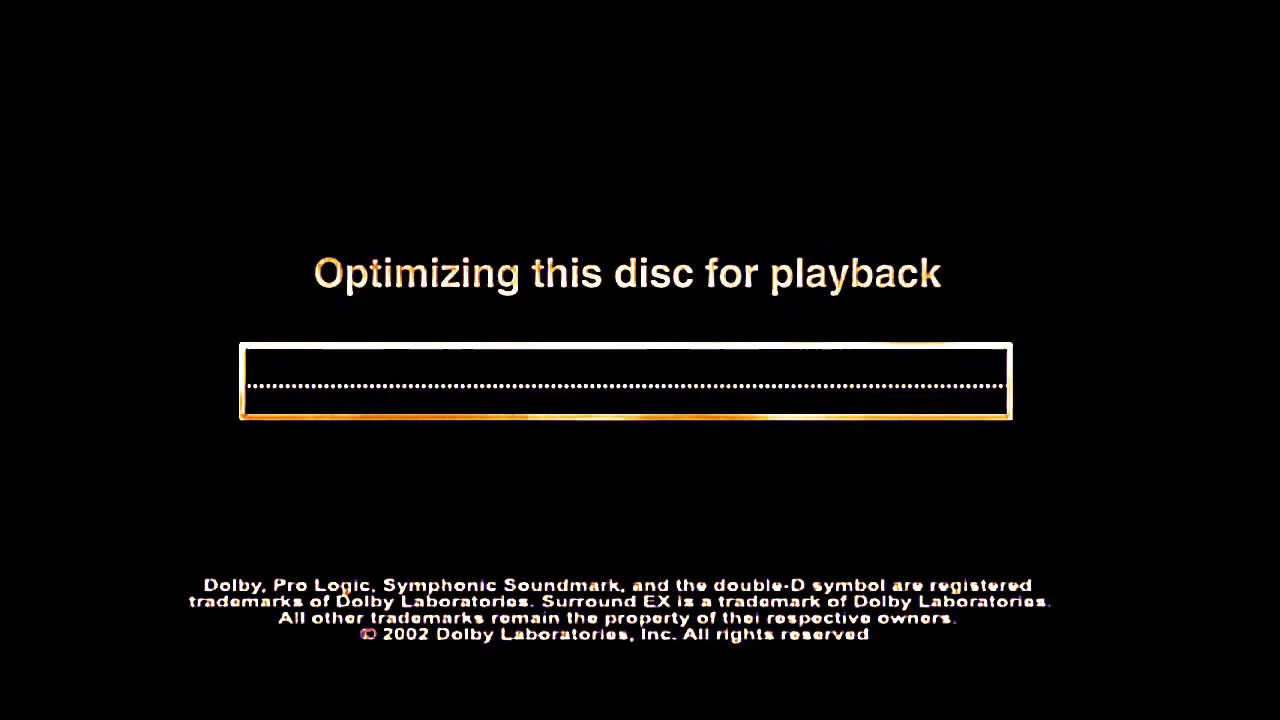 Optimizing this disc for playback
Dolby, Pro Logic, Symphonic Soundmark, and the double-D symbol are registered
trademarks of Dolby Laboratories. Surround EX is a trademark of Dolby Laboratories.
All other trademarks remain the property of thei respective owners.
© 2002 Dolby Laboratories, Inc. All rights reserved